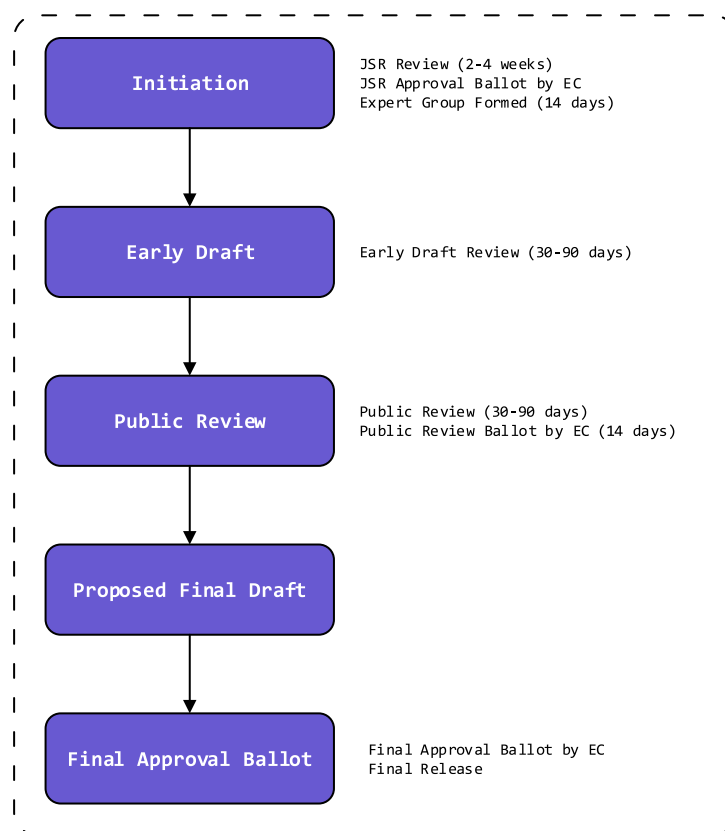 Initiation
JSR Review (2-4 weeks)
JSR Approval Ballot by EC
Expert Group Formed (14 days)
Early Draft
Early Draft Review (30-90 days)
Public Review
Public Review (30-90 days)
Public Review Ballot by EC (14 days)
Proposed Final Draft
Final Approval Ballot
Final Approval Ballot by EC
Final Release